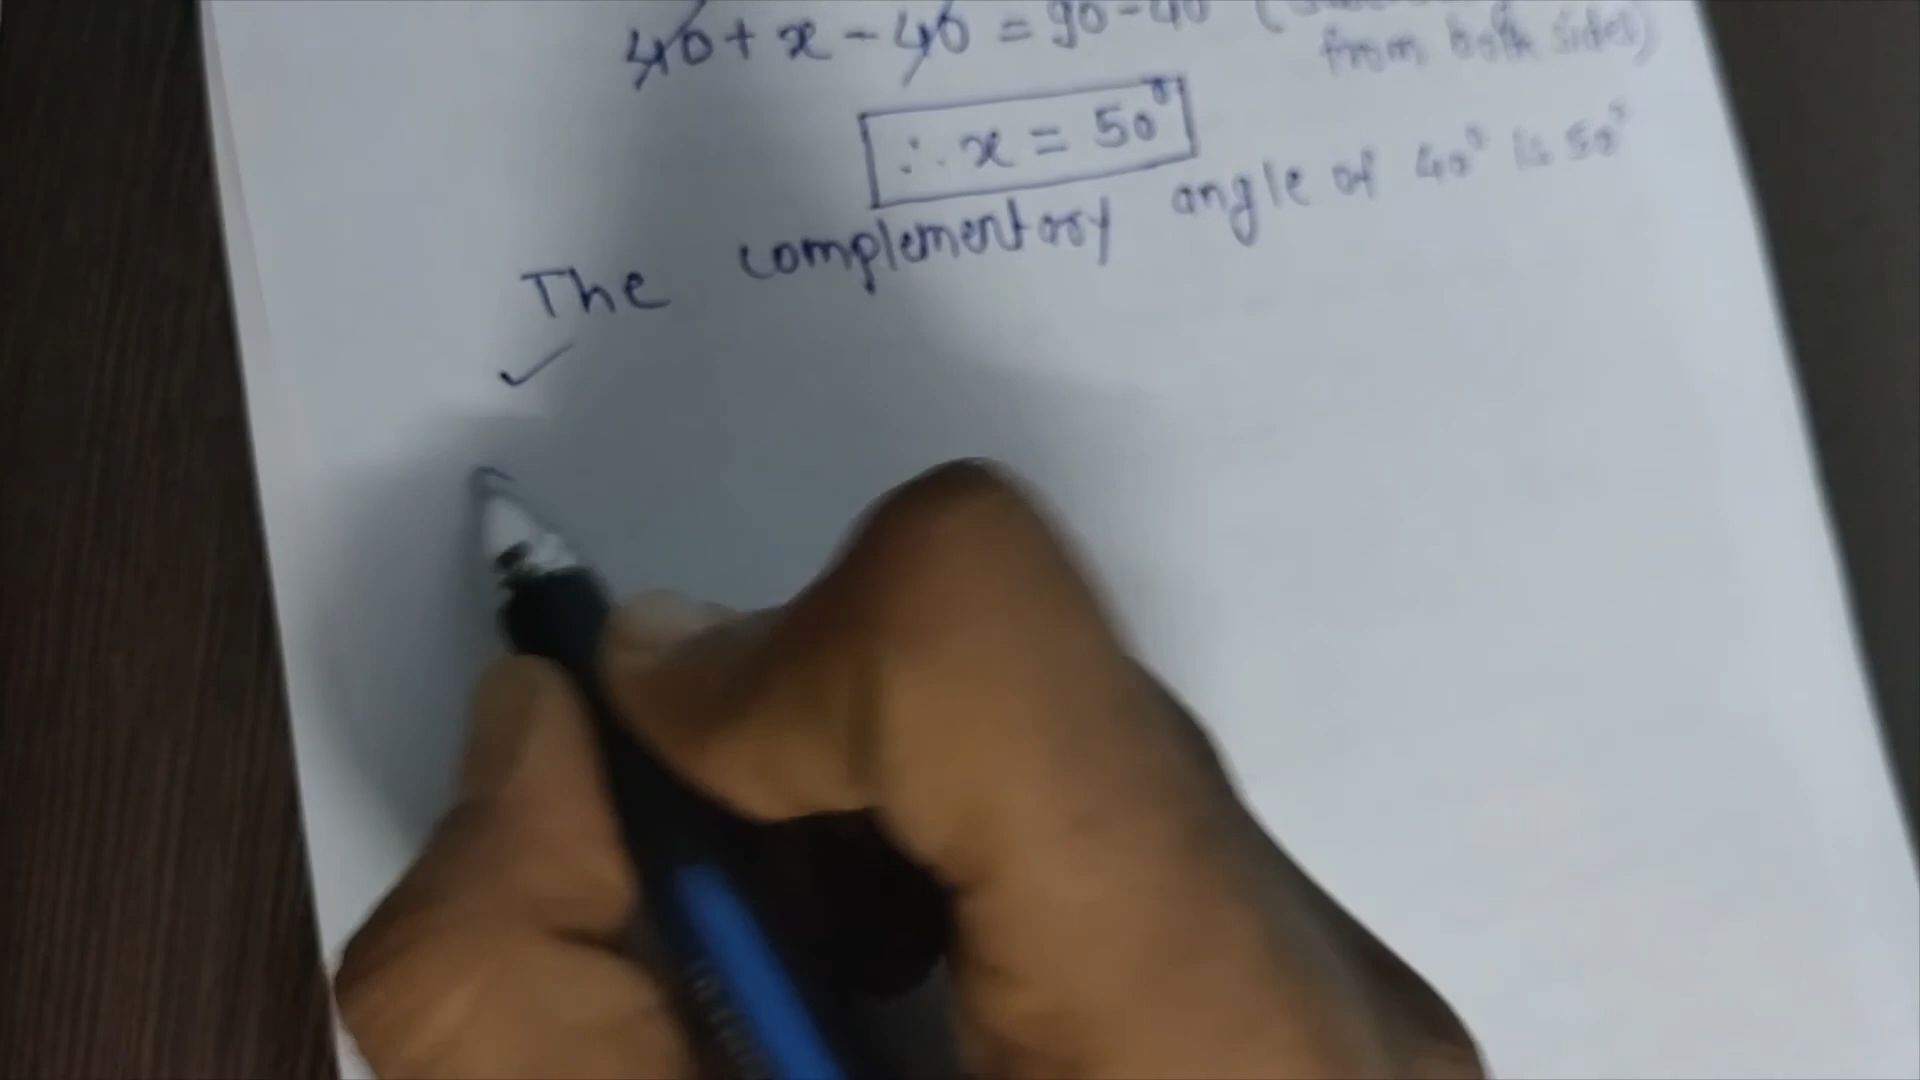 40 + x - 40 = 90 - 40 (
from both sides)
∴ x = 50°
The complementary angle of 40° is 50°